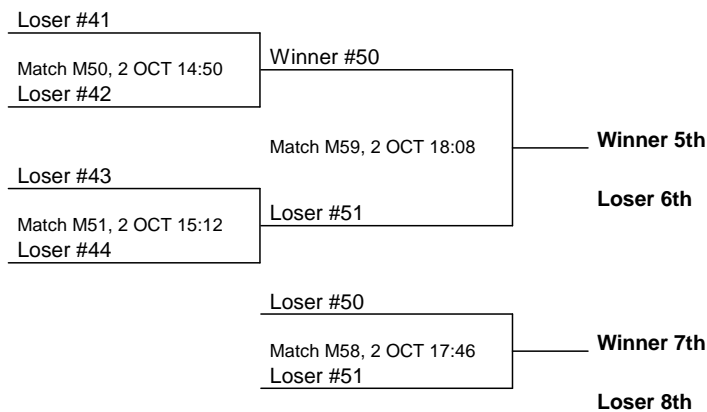 Loser #41
Match M50, 2 OCT 14:50
Loser #42
Winner #50
Match M59, 2 OCT 18:08
Winner 5th
Loser 6th
Loser #43
Match M51, 2 OCT 15:12
Loser #44
Loser #51
Loser #50
Match M58, 2 OCT 17:46
Loser #51
Winner 7th
Loser 8th